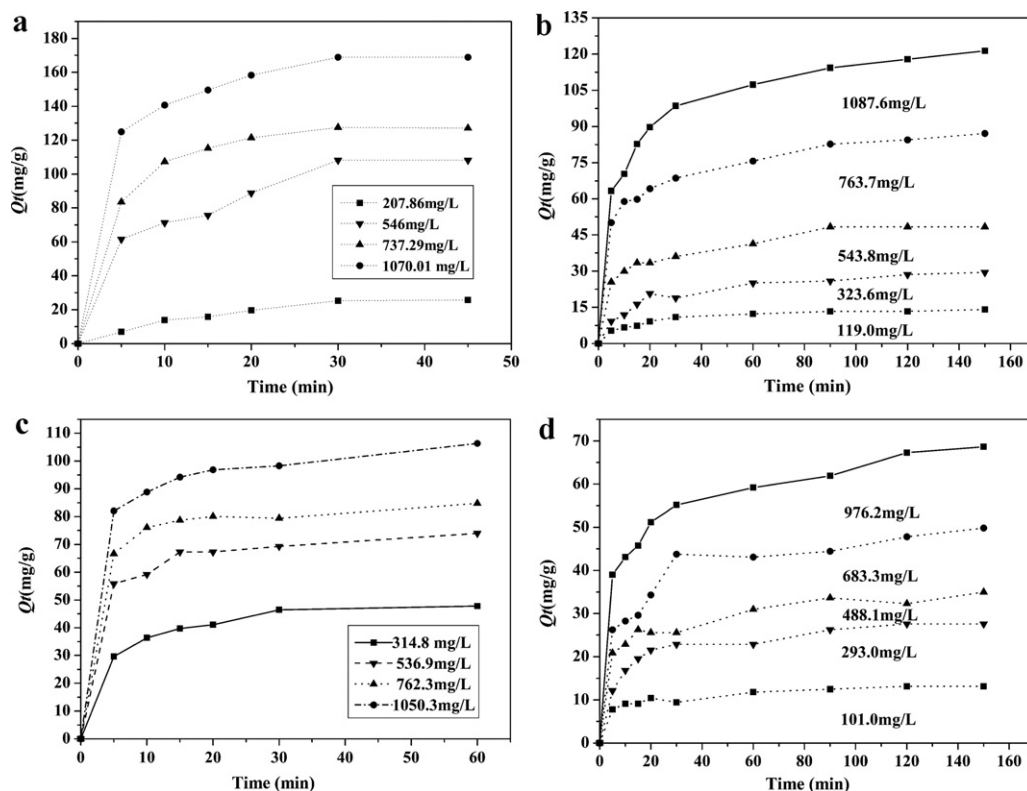 a
180
160
140
120
100
80
60
40
20
0
Qt(mg/g)
207.86mg/L
546mg/L
737.29mg/L
1070.01 mg/L
0 10 20 30 40 50
Time (min)
b
135
120
105
90
75
60
45
30
15
0
Qt(mg/g)
1087.6mg/L
763.7mg/L
543.8mg/L
323.6mg/L
119.0mg/L
0 20 40 60 80 100 120 140 160
Time (min)
c
110
100
90
80
70
60
50
40
30
20
10
0
Qt(mg/g)
314.8 mg/L
536.9mg/L
762.3mg/L
1050.3mg/L
0 10 20 30 40 50 60
Time (min)
d
70
60
50
40
30
20
10
0
Qt(mg/g)
976.2mg/L
683.3mg/L
488.1mg/L
293.0mg/L
101.0mg/L
0 20 40 60 80 100 120 140 160
Time (min)